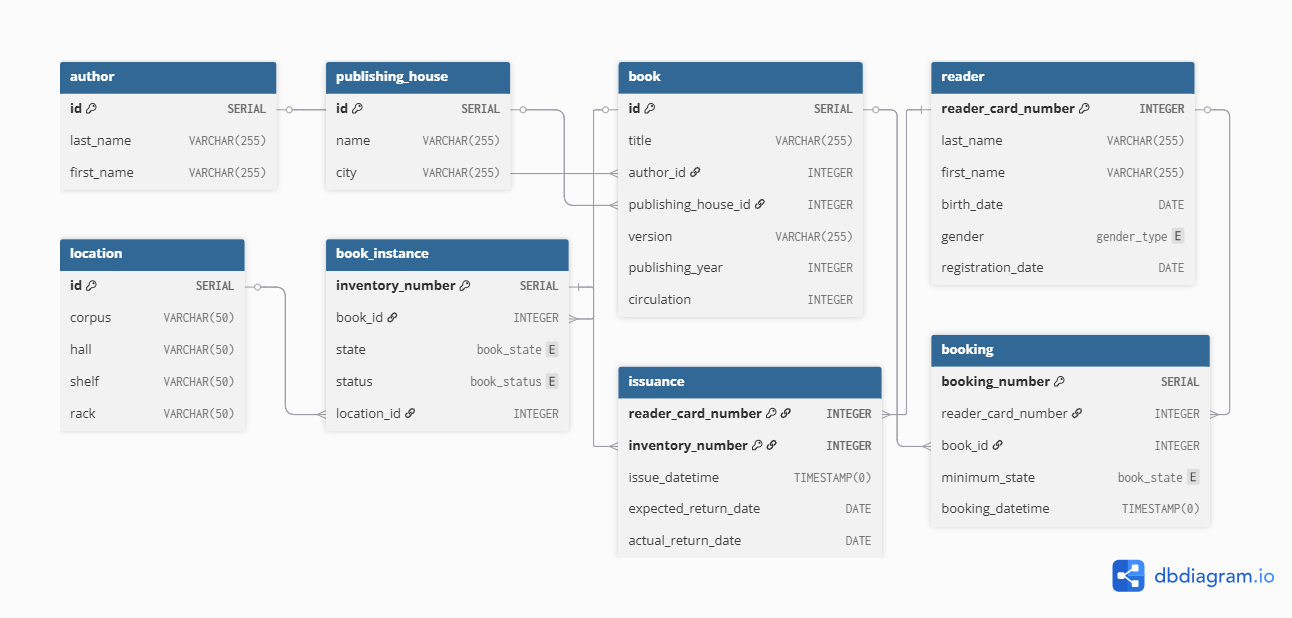 author
id SERIAL
last_name VARCHAR(255)
first_name VARCHAR(255)
publishing_house
id SERIAL
name VARCHAR(255)
city VARCHAR(255)
book
id SERIAL
title VARCHAR(255)
author_id INTEGER
publishing_house_id INTEGER
version VARCHAR(255)
publishing_year INTEGER
circulation INTEGER
reader
reader_card_number INTEGER
last_name VARCHAR(255)
first_name VARCHAR(255)
birth_date DATE
gender gender_type E
registration_date DATE
location
id SERIAL
corpus VARCHAR(50)
hall VARCHAR(50)
shelf VARCHAR(50)
rack VARCHAR(50)
book_instance
inventory_number SERIAL
book_id INTEGER
state book_state E
status book_status E
location_id INTEGER
issuance
reader_card_number INTEGER
inventory_number INTEGER
issue_datetime TIMESTAMP(0)
expected_return_date DATE
actual_return_date DATE
booking
booking_number SERIAL
reader_card_number INTEGER
book_id INTEGER
minimum_state book_state E
booking_datetime TIMESTAMP(0)
dbdiagram.io